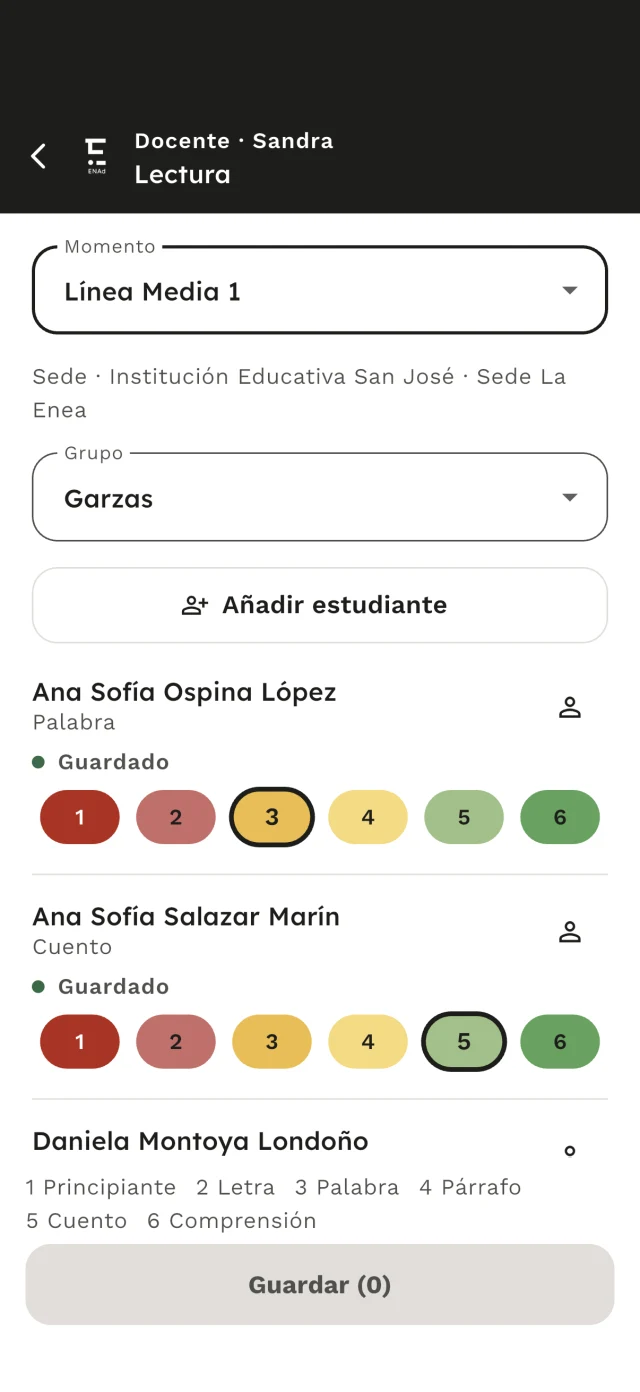 Docente · Sandra
ENAd
Lectura
Momento
Línea Media 1
Sede · Institución Educativa San José · Sede La
Enea
Grupo
Garzas
Añadir estudiante
Ana Sofía Ospina López
Palabra
Guardado
1 2 3 4 5 6
Ana Sofía Salazar Marín
Cuento
Guardado
1 2 3 4 5 6
Daniela Montoya Londoño
1 Principiante 2 Letra 3 Palabra 4 Párrafo
5 Cuento 6 Comprensión
Guardar (0)